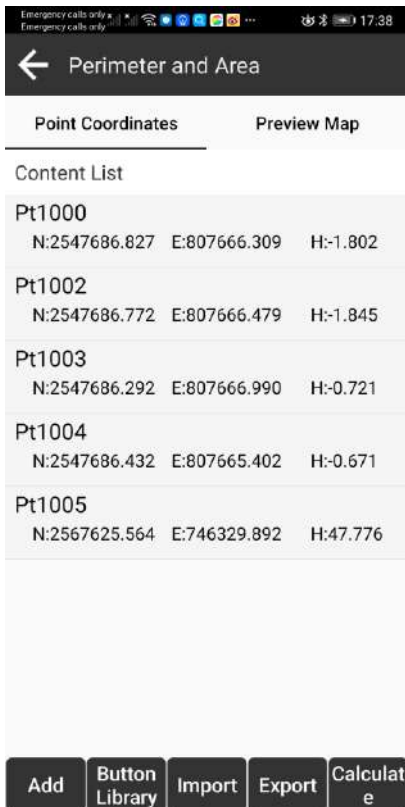 Emergency calls only
Emergency calls only
17:38
Perimeter and Area
Point Coordinates Preview Map
Content List
Pt1000
N:2547686.827 E:807666.309 H:-1.802
Pt1002
N:2547686.772 E:807666.479 H:-1.845
Pt1003
N:2547686.292 E:807666.990 H:-0.721
Pt1004
N:2547686.432 E:807665.402 H:-0.671
Pt1005
N:2567625.564 E:746329.892 H:47.776
Add Button Library Import Export Calculat
e